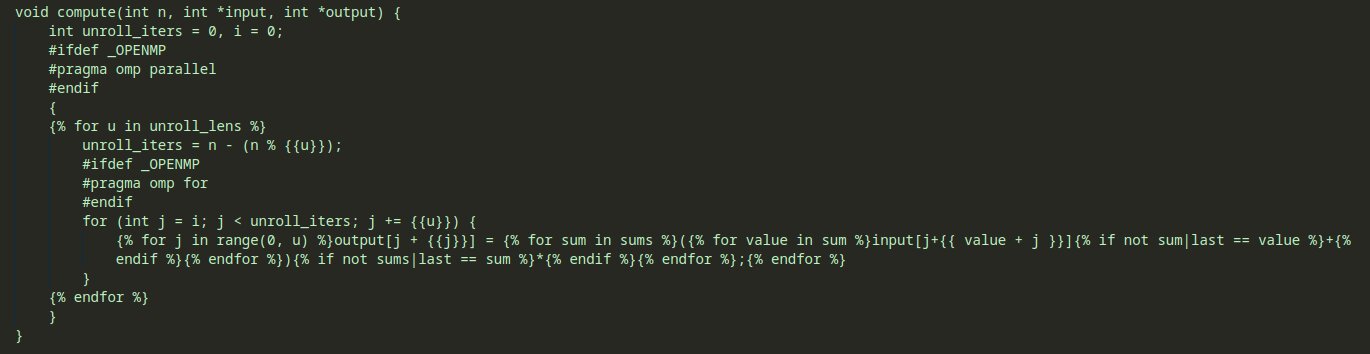 void compute(int n, int *input, int *output) {
    int unroll_iters = 0, i = 0;
    #ifdef _OPENMP
    #pragma omp parallel
    #endif
    {
    {% for u in unroll_lens %}
        unroll_iters = n - (n % {{u}});
        #ifdef _OPENMP
        #pragma omp for
        #endif
        for (int j = i; j < unroll_iters; j += {{u}}) {
            {% for j in range(0, u) %}output[j + {{j}}] = {% for sum in sums %}({% for value in sum %}input[j+{{ value + j }}]{% if not sum|last == value %}+{%
            endif %}{% endfor %}){% if not sums|last == sum %}*{% endif %}{% endfor %};{% endfor %}
        }
    {% endfor %}
    }
}